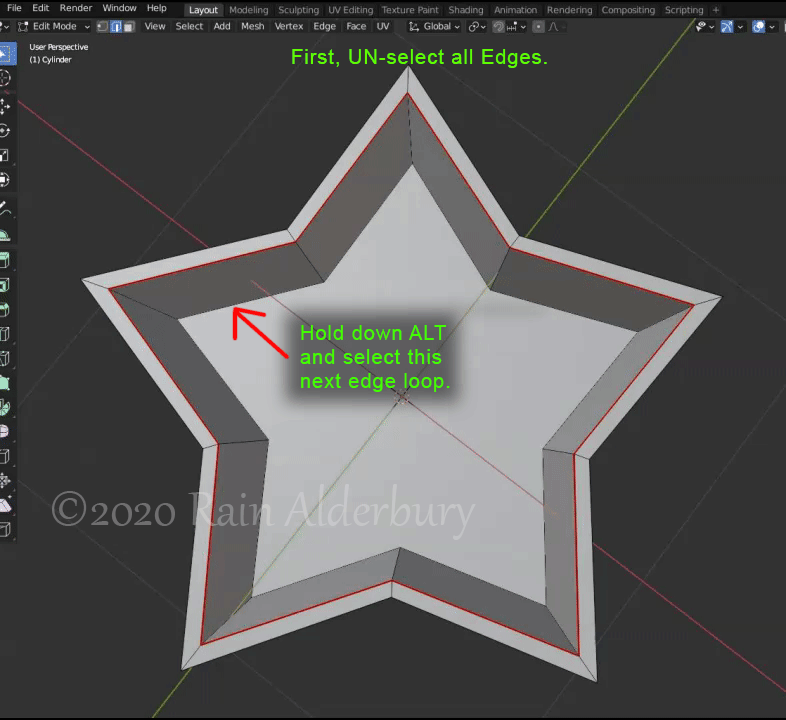 File Edit Render Window Help Layout Modeling Sculpting UV Editing Texture Paint Shading Animation Rendering Compositing Scripting +
Edit Mode View Select Add Mesh Vertex Edge Face UV Global
User Perspective
(1) Cylinder
First, UN-select all Edges.
Hold down ALT
and select this
next edge loop.
©2020 Rain Alderbury